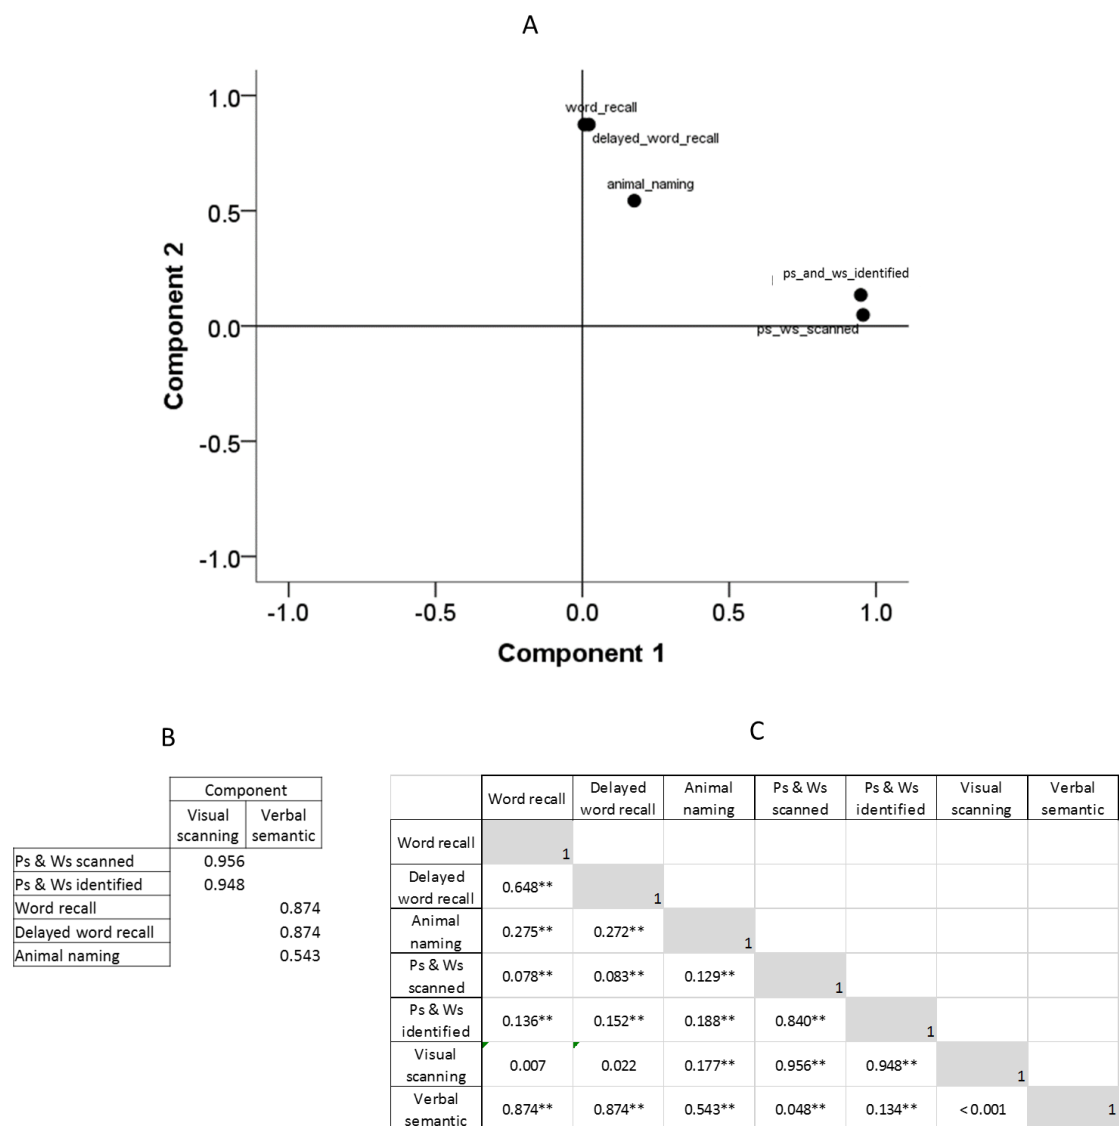 A
1.0
word_recall
delayed_word_recall
animal_naming
0.5
ps_and_ws_identified
0.0
ps_ws_scanned
-0.5
-1.0
Component 2
-1.0 -0.5 0.0 0.5 1.0
Component 1
B
Component
Visual scanning Verbal semantic
Ps & Ws scanned 0.956
Ps & Ws identified 0.948
Word recall 0.874
Delayed word recall 0.874
Animal naming 0.543
C
Word recall Delayed word recall Animal naming Ps & Ws scanned Ps & Ws identified Visual scanning Verbal semantic
Word recall 1
Delayed word recall 0.648** 1
Animal naming 0.275** 0.272** 1
Ps & Ws scanned 0.078** 0.083** 0.129** 1
Ps & Ws identified 0.136** 0.152** 0.188** 0.840** 1
Visual scanning 0.007 0.022 0.177** 0.956** 0.948** 1
Verbal semantic 0.874** 0.874** 0.543** 0.048** 0.134** < 0.001 1